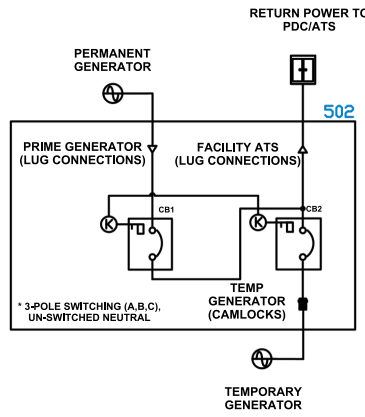 RETURN POWER TO
PDC/ATS
PERMANENT
GENERATOR
502
PRIME GENERATOR
(LUG CONNECTIONS)
FACILITY ATS
(LUG CONNECTIONS)
CB1
CB2
K
K
TEMP
GENERATOR
(CAMLOCKS)
* 3-POLE SWITCHING (A,B,C),
UN-SWITCHED NEUTRAL
TEMPORARY
GENERATOR